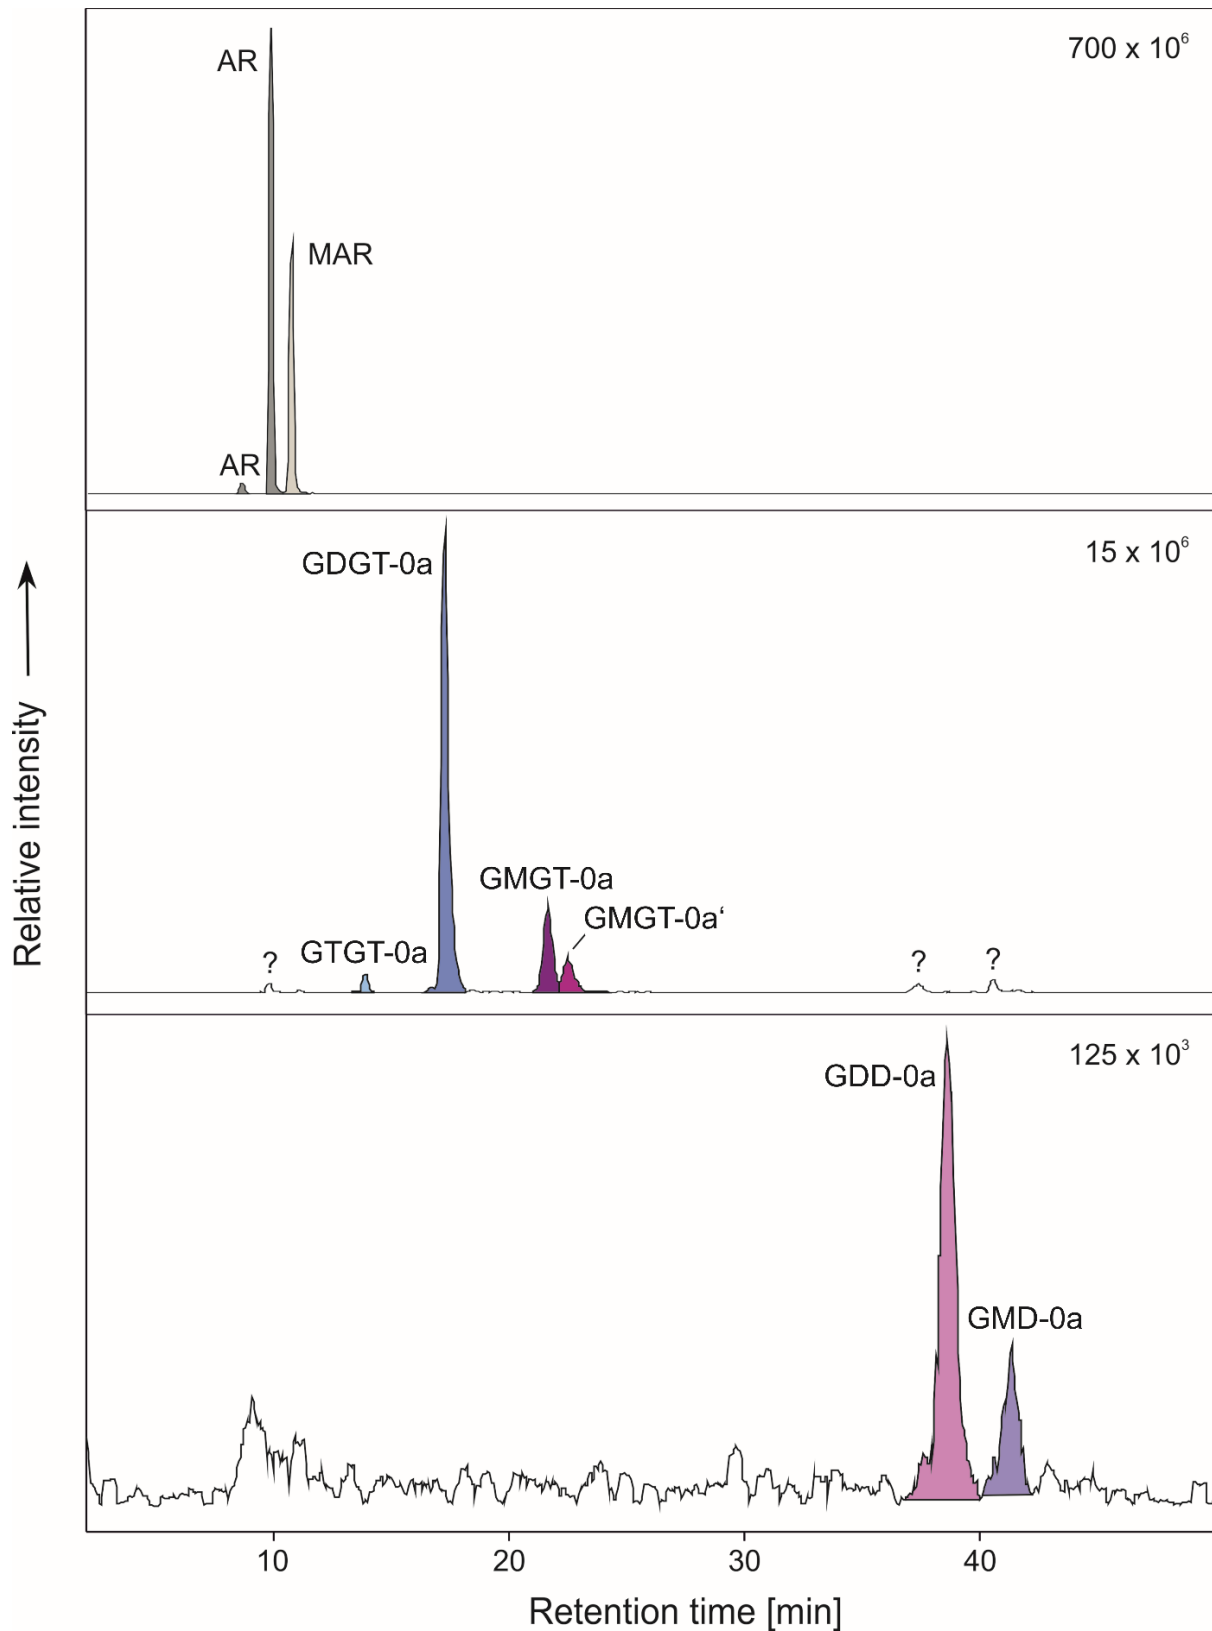 700 x 10⁶
AR
MAR
AR
15 x 10⁶
GDGT-0a
GMGT-0a
GMGT-0a‘
GTGT-0a
?
?
?
125 x 10³
GDD-0a
GMD-0a
Relative intensity
10
20
30
40
Retention time [min]